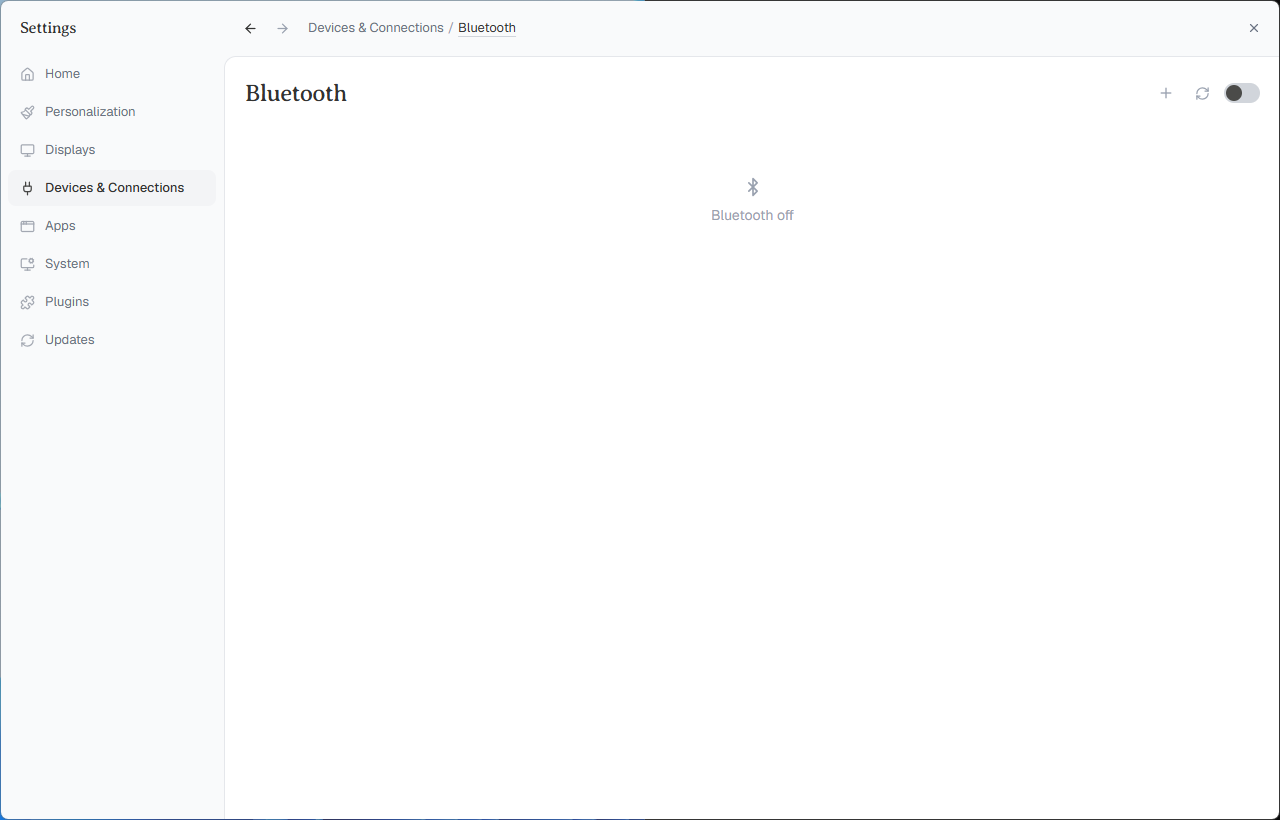 Settings
Devices & Connections / Bluetooth
Home
Personalization
Displays
Devices & Connections
Apps
System
Plugins
Updates
Bluetooth
Bluetooth off